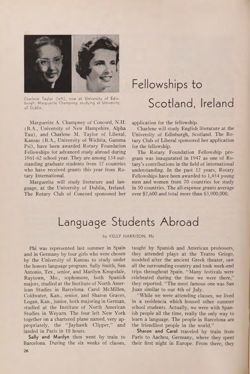 Charlene Taylor (left), now at University of Edin-
burgh; Marguerite Champney studying at University
of Dublin.
Fellowships to
Scotland, Ireland
Marguerite A. Champney of Concord, N.H.
(B.A., University of New Hampshire, Alpha
Tau), and Charlene M. Taylor of Liberal,
Kansas (B.A., University of Wichita, Gamma
Psi), have been awarded Rotary Foundation
Fellowships for advanced study abroad during
1961-62 school year. They are among 134 out-
standing graduate students from 37 countries
who have received grants this year from Ro-
tary International.
Marguerite will study literature and lan-
guage, at the University of Dublin, Ireland.
The Rotary Club of Concord sponsored her
application for the fellowship.
Charlene will study English literature at the
University of Edinburgh, Scotland. The Ro-
tary Club of Liberal sponsored her application
for the fellowship.
The Rotary Foundation Fellowship pro-
gram was inaugurated in 1947 as one of Ro-
tary's contributions in the field of international
understanding. In the past 15 years, Rotary
Fellowships have been awarded to 1,614 young
men and women from 70 countries for study
in 50 countries. The all-expense grants average
over $2,600 and total more than $3,900,000.
Language Students Abroad
by KELLY HARRISON, Phi
Phi was represented last summer in Spain
and in Germany by four girls who were chosen
by the University of Kansas to study under
the honors language program. Sally Smith, San
Antonio, Tex., senior, and Marilyn Knapolak,
Raytown, Mo., sophomore, both Spanish
majors, studied at the Institute of North Amer-
ican Studies in Barcelona. Carol McMillen,
Coldwater, Kan., senior, and Sharon Graves,
Logan, Kan., junior, both majoring in German,
studied at the Institute of North American
Studies in Weyarn. The four left New York
together on a chartered plane named, very ap-
propriately, the "Jayhawk Clipper," and
landed in Paris in 12 hours.
Sally and Marilyn then went by train to
Barcelona. During the six weeks of classes,
taught by Spanish and American professors,
they attended plays at the Teatro Griego,
modeled after the ancient Greek theater, saw
all the surrounding country and took week-end
trips throughout Spain. "Many festivals were
celebrated during the time we were there,"
they reported. "The most famous one was San
Juan similar to our 4th of July.
"While we were attending classes, we lived
in a residencia which housed other summer
school students. Actually, we were with Span-
ish people all the time, really the only way to
learn a language. The people in Barcelona are
the friendliest people in the world."
Sharon and Carol traveled by train from
Paris to Aachen, Germany, where they spent
their first night in Europe. From there, they
26